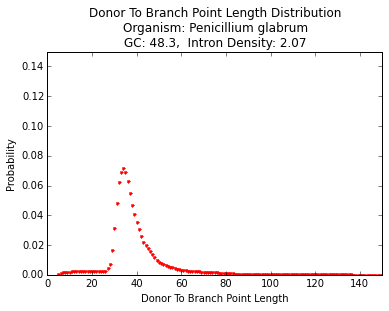 Donor To Branch Point Length Distribution
Organism: Penicillium glabrum
GC: 48.3,  Intron Density: 2.07
0.14
0.12
0.10
0.08
0.06
0.04
0.02
0.00
Probability
0 20 40 60 80 100 120 140
Donor To Branch Point Length